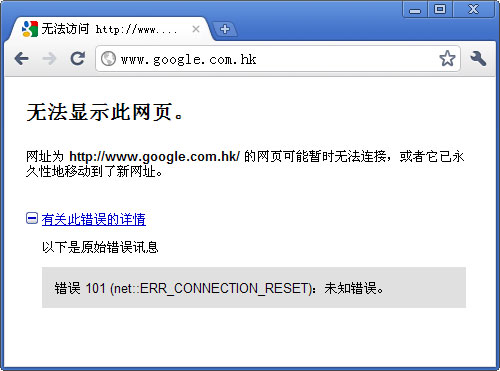 无法访问 http://www....
www.google.com.hk
无法显示此网页。
网址为 http://www.google.com.hk/ 的网页可能暂时无法连接，或者它已永
久性地移动到了新网址。
有关此错误的详情
以下是原始错误讯息
错误 101 (net::ERR_CONNECTION_RESET)：未知错误。